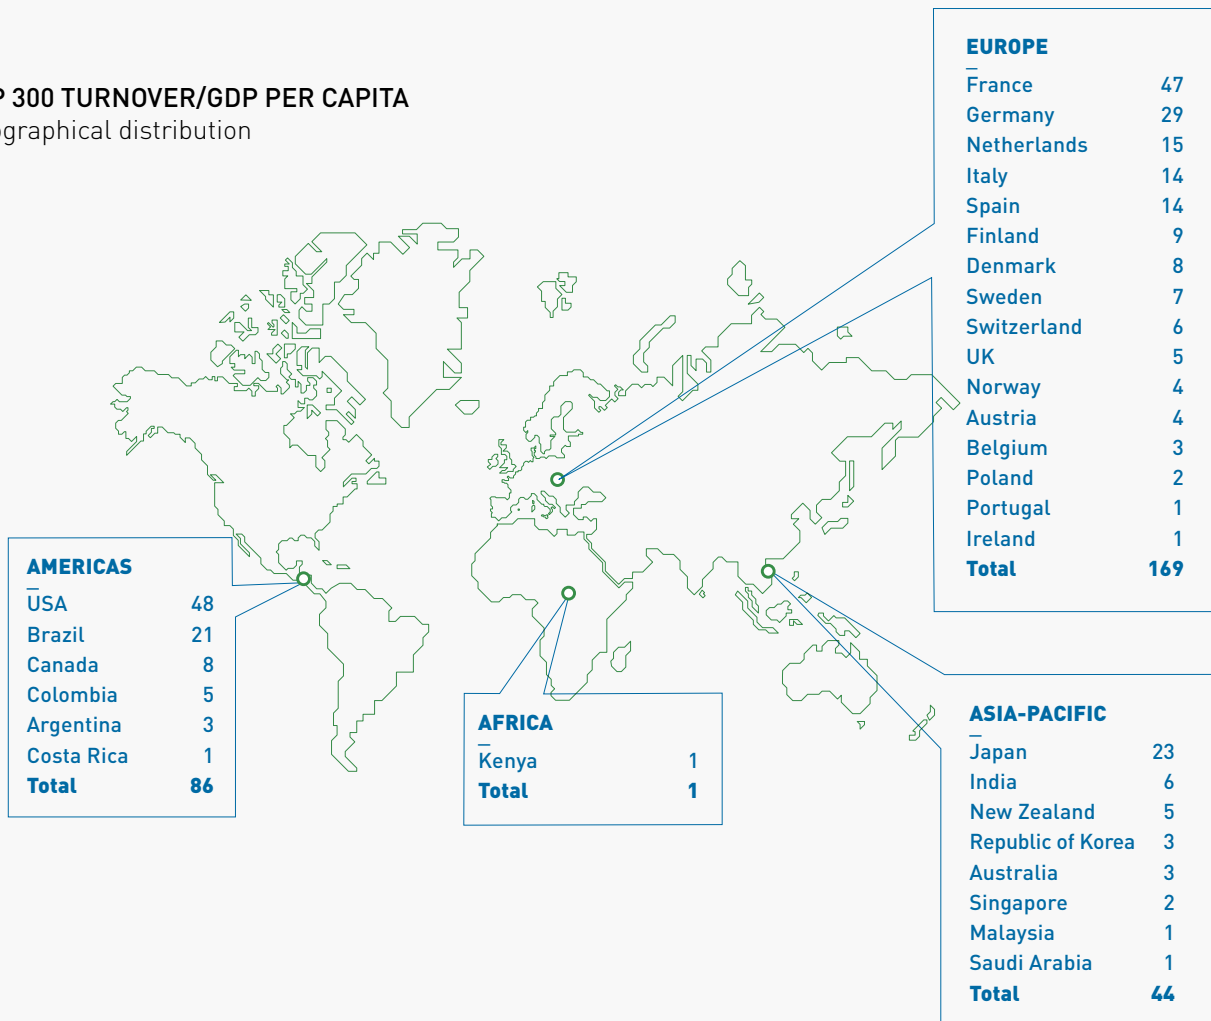 P 300 TURNOVER/GDP PER CAPITA
ographical distribution
EUROPE
France 47
Germany 29
Netherlands 15
Italy 14
Spain 14
Finland 9
Denmark 8
Sweden 7
Switzerland 6
UK 5
Norway 4
Austria 4
Belgium 3
Poland 2
Portugal 1
Ireland 1
Total 169
AMERICAS
USA 48
Brazil 21
Canada 8
Colombia 5
Argentina 3
Costa Rica 1
Total 86
AFRICA
Kenya 1
Total 1
ASIA-PACIFIC
Japan 23
India 6
New Zealand 5
Republic of Korea 3
Australia 3
Singapore 2
Malaysia 1
Saudi Arabia 1
Total 44